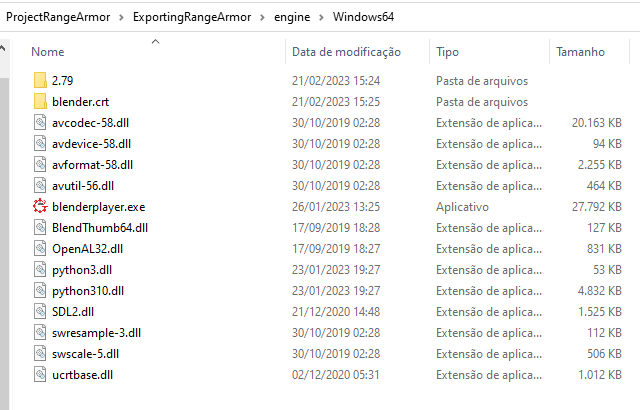 ProjectRangeArmor > ExportingRangeArmor > engine > Windows64
Nome Data de modificação Tipo Tamanho
2.79 21/02/2023 15:24 Pasta de arquivos
blender.crt 21/02/2023 15:25 Pasta de arquivos
avcodec-58.dll 30/10/2019 02:28 Extensão de aplica... 20.163 KB
avdevice-58.dll 30/10/2019 02:28 Extensão de aplica... 94 KB
avformat-58.dll 30/10/2019 02:28 Extensão de aplica... 2.255 KB
avutil-56.dll 30/10/2019 02:28 Extensão de aplica... 464 KB
blenderplayer.exe 26/01/2023 13:25 Aplicativo 27.792 KB
BlendThumb64.dll 17/09/2019 18:28 Extensão de aplica... 127 KB
OpenAL32.dll 17/09/2019 18:27 Extensão de aplica... 831 KB
python3.dll 23/01/2023 19:27 Extensão de aplica... 53 KB
python310.dll 23/01/2023 19:27 Extensão de aplica... 4.832 KB
SDL2.dll 21/12/2020 14:48 Extensão de aplica... 1.525 KB
swresample-3.dll 30/10/2019 02:28 Extensão de aplica... 112 KB
swscale-5.dll 30/10/2019 02:28 Extensão de aplica... 506 KB
ucrtbase.dll 02/12/2020 05:31 Extensão de aplica... 1.012 KB